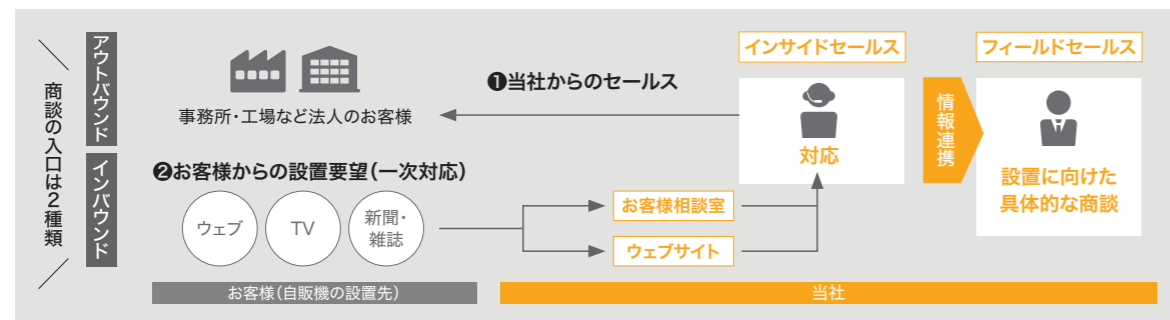 商談の入口は2種類
アウトバウンド
インバウンド
事務所・工場など法人のお客様
❶当社からのセールス
インサイドセールス
対応
情報連携
フィールドセールス
設置に向けた
具体的な商談
❷お客様からの設置要望(一次対応)
ウェブ
TV
新聞・
雑誌
お客様相談室
ウェブサイト
お客様(自販機の設置先)
当社